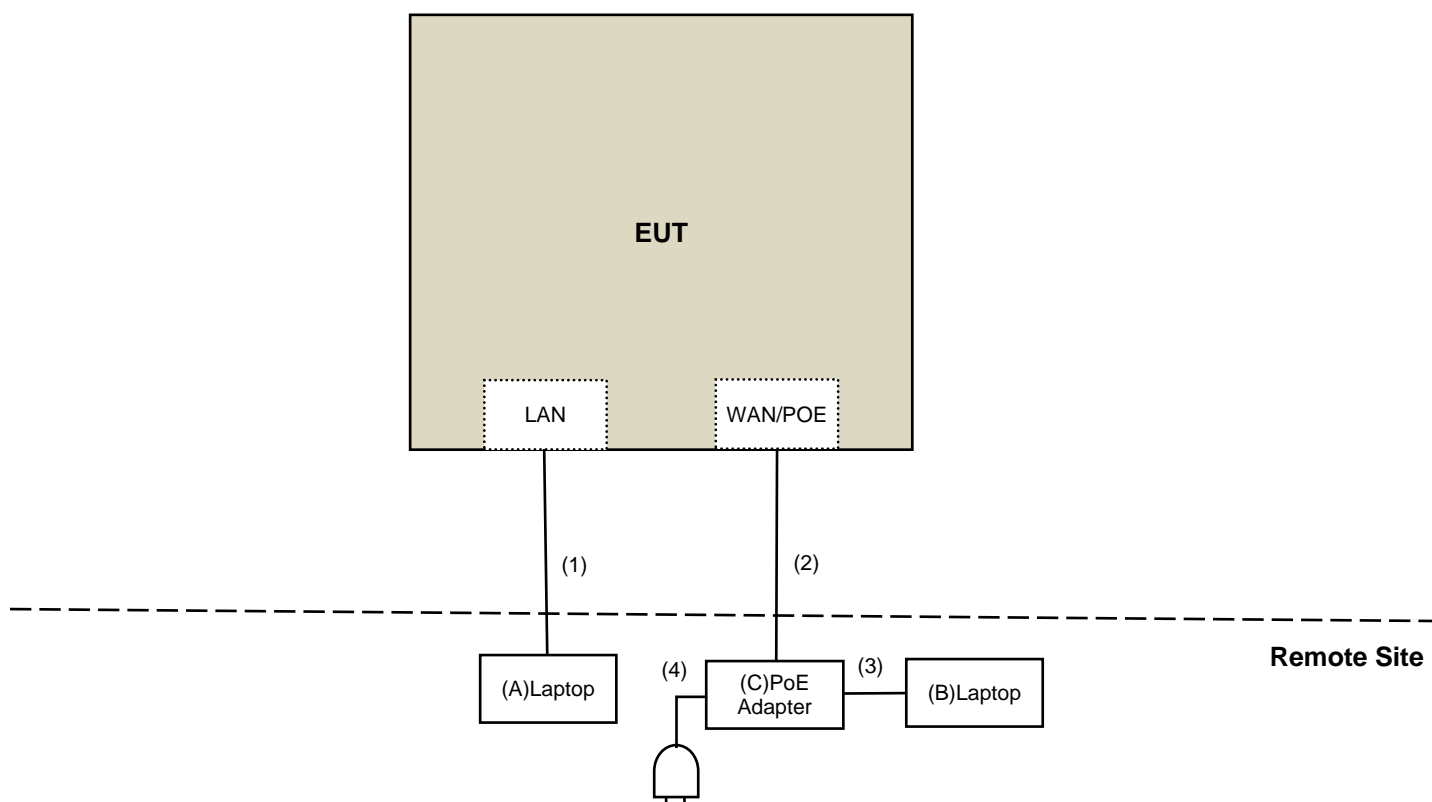 EUT
LAN
WAN/POE
(1)
(2)
Remote Site
(A)Laptop
(4)
(C)PoE
Adapter
(3)
(B)Laptop